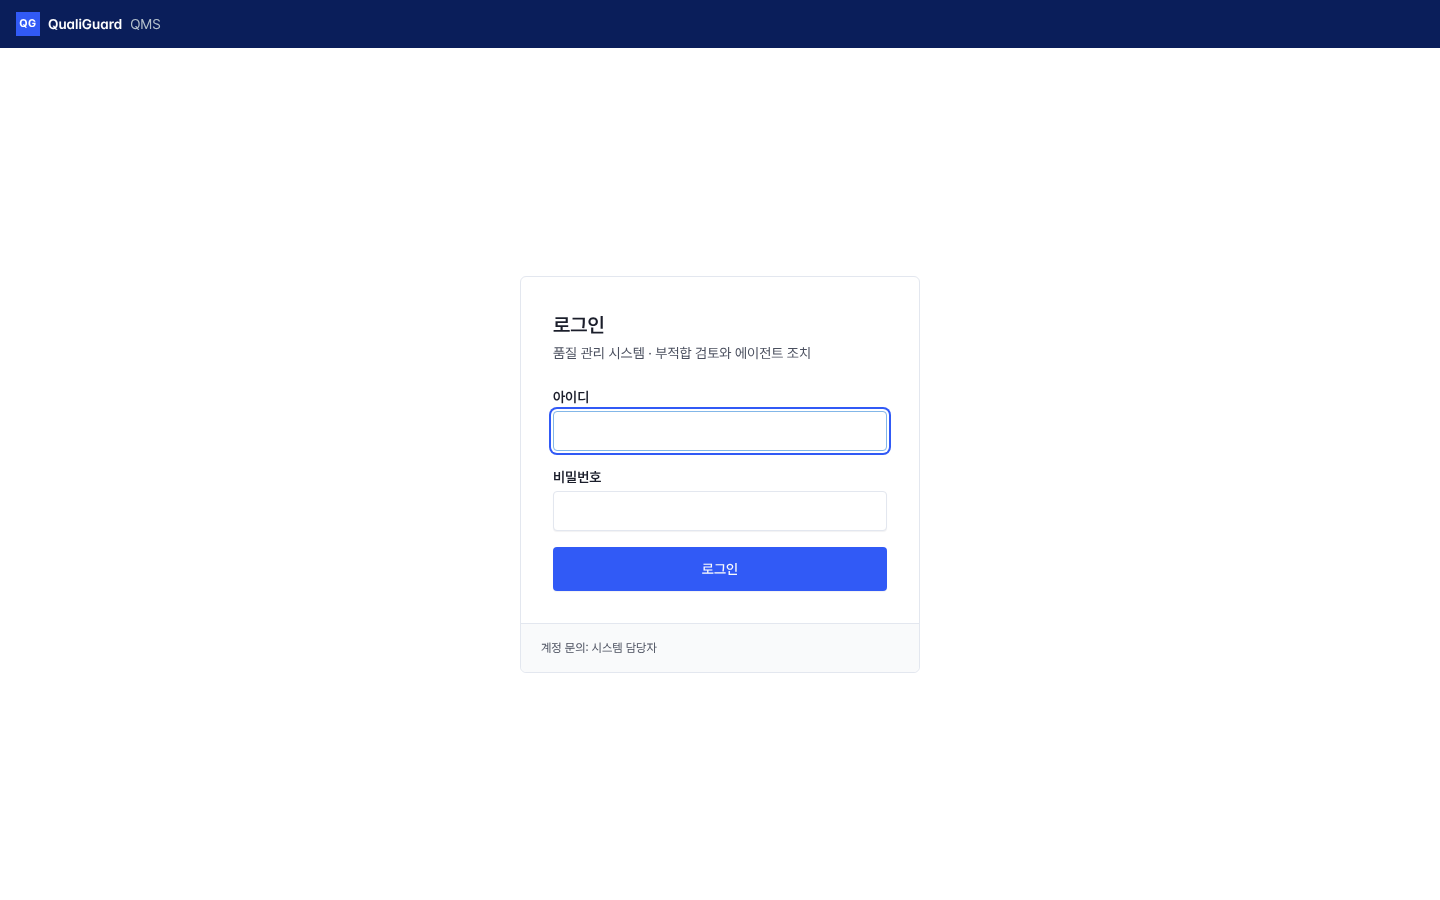 QG QualiGuard QMS
로그인
품질 관리 시스템 · 부적합 검토와 에이전트 조치
아이디
비밀번호
로그인
계정 문의: 시스템 담당자